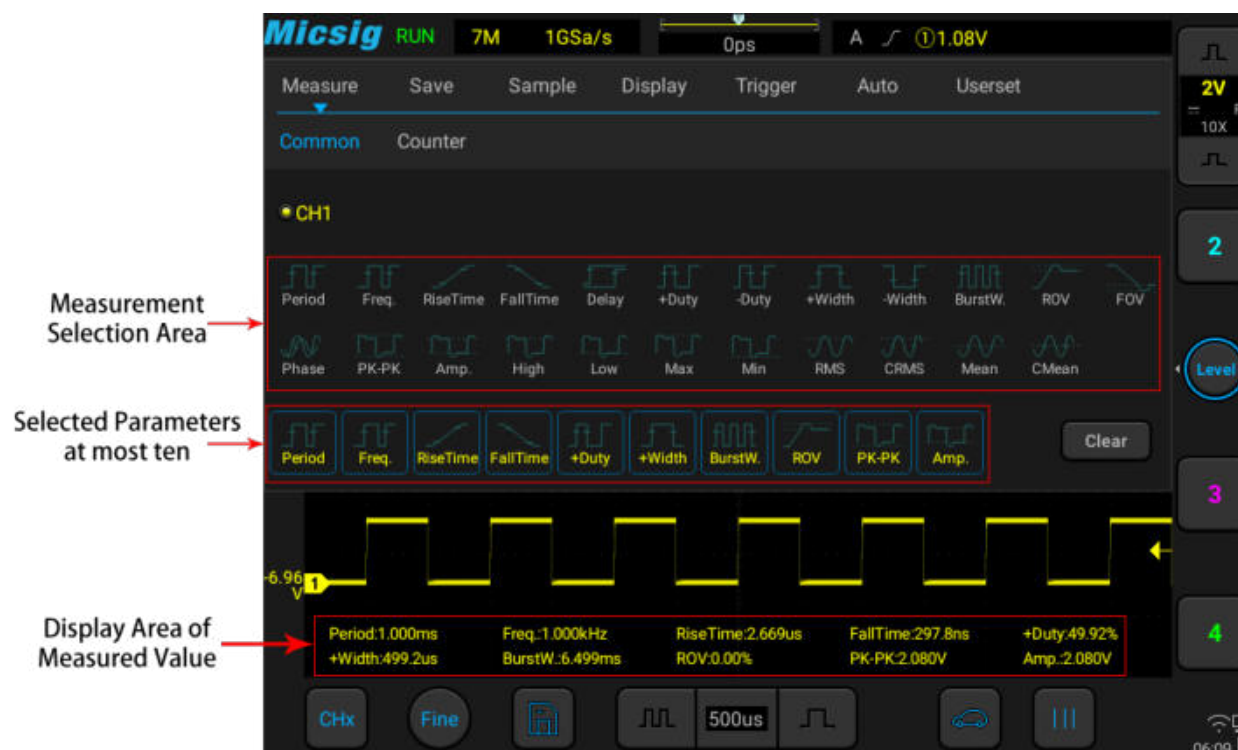 Micsig RUN 7M 1GSa/s 0ps A ①1.08V
Measure Save Sample Display Trigger Auto Userset
2V
10X
Common Counter
CH1
2
Period Freq. RiseTime FallTime Delay +Duty -Duty +Width -Width BurstW. ROV FOV
Measurement
Selection Area
Phase PK-PK Amp. High Low Max Min RMS CRMS Mean CMean
Level
Selected Parameters
at most ten
Period Freq. RiseTime FallTime +Duty +Width BurstW. ROV PK-PK Amp.
Clear
3
-6.96
V
1
Display Area of
Measured Value
Period:1.000ms Freq.:1.000kHz RiseTime:2.669us FallTime:297.8ns +Duty:49.92%
+Width:499.2us BurstW.:6.499ms ROV:0.00% PK-PK:2.080V Amp.:2.080V
4
CHx Fine 500us
06:09